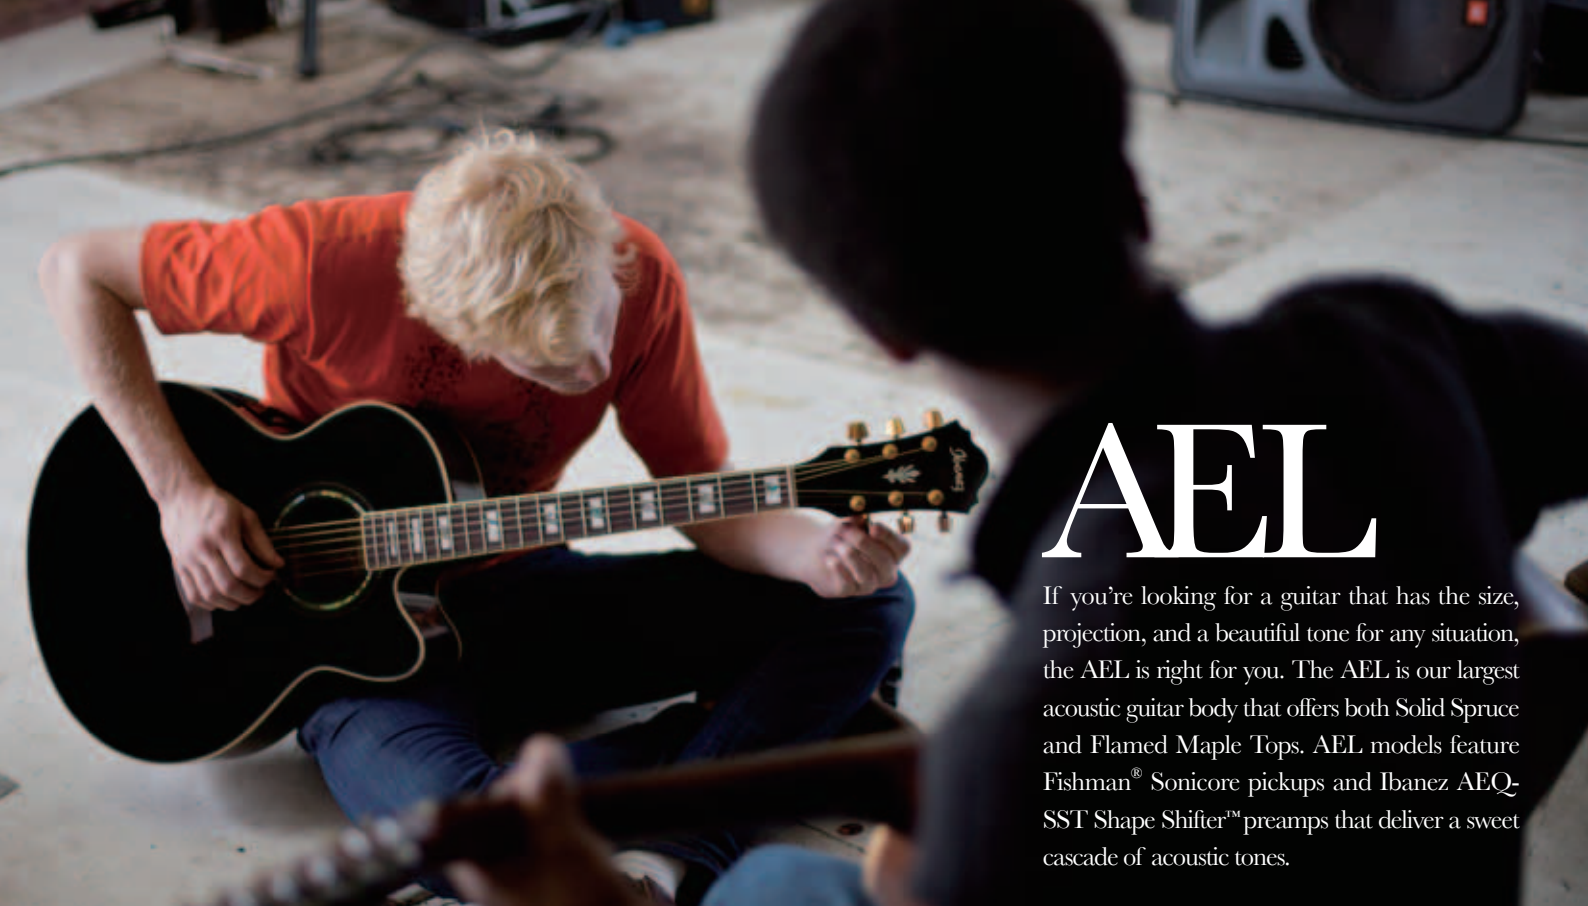 Ibanez
AEL
If you're looking for a guitar that has the size,
projection, and a beautiful tone for any situation,
the AEL is right for you. The AEL is our largest
acoustic guitar body that offers both Solid Spruce
and Flamed Maple Tops. AEL models feature
Fishman® Sonicore pickups and Ibanez AEQ-
SST Shape Shifter™ preamps that deliver a sweet
cascade of acoustic tones.